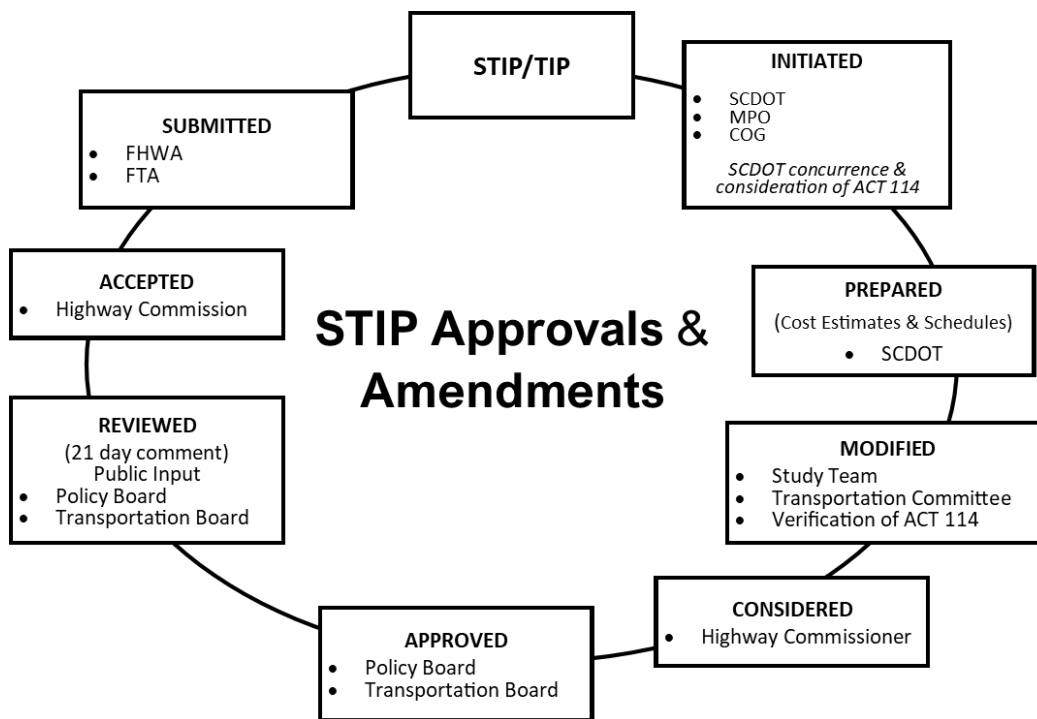 STIP/TIP
INITIATED
• SCDOT
• MPO
• COG
SCDOT concurrence &
consideration of ACT 114
PREPARED
(Cost Estimates & Schedules)
• SCDOT
MODIFIED
• Study Team
• Transportation Committee
• Verification of ACT 114
CONSIDERED
• Highway Commissioner
APPROVED
• Policy Board
• Transportation Board
REVIEWED
(21 day comment)
Public Input
• Policy Board
• Transportation Board
ACCEPTED
• Highway Commission
SUBMITTED
• FHWA
• FTA
STIP Approvals &
Amendments